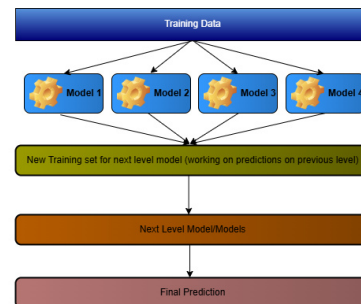 Training Data
Model 1
Model 2
Model 3
Model 4
New Training set for next level model (working on predictions on previous level)
Next Level Model/Models
Final Prediction